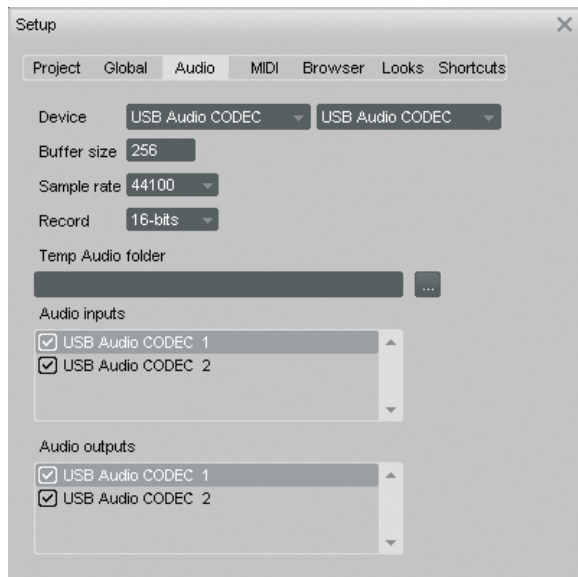 Setup
Project Global Audio MIDI Browser Looks Shortcuts
Device USB Audio CODEC USB Audio CODEC
Buffer size 256
Sample rate 44100
Record 16-bits
Temp Audio folder
...
Audio inputs
USB Audio CODEC 1
USB Audio CODEC 2
Audio outputs
USB Audio CODEC 1
USB Audio CODEC 2